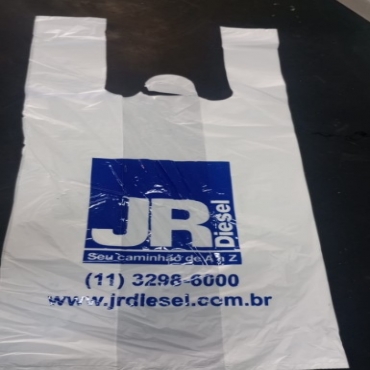 JR Diesel
Seu caminhão de A a Z
(11) 3298-6000
www.jrdiesel.com.br